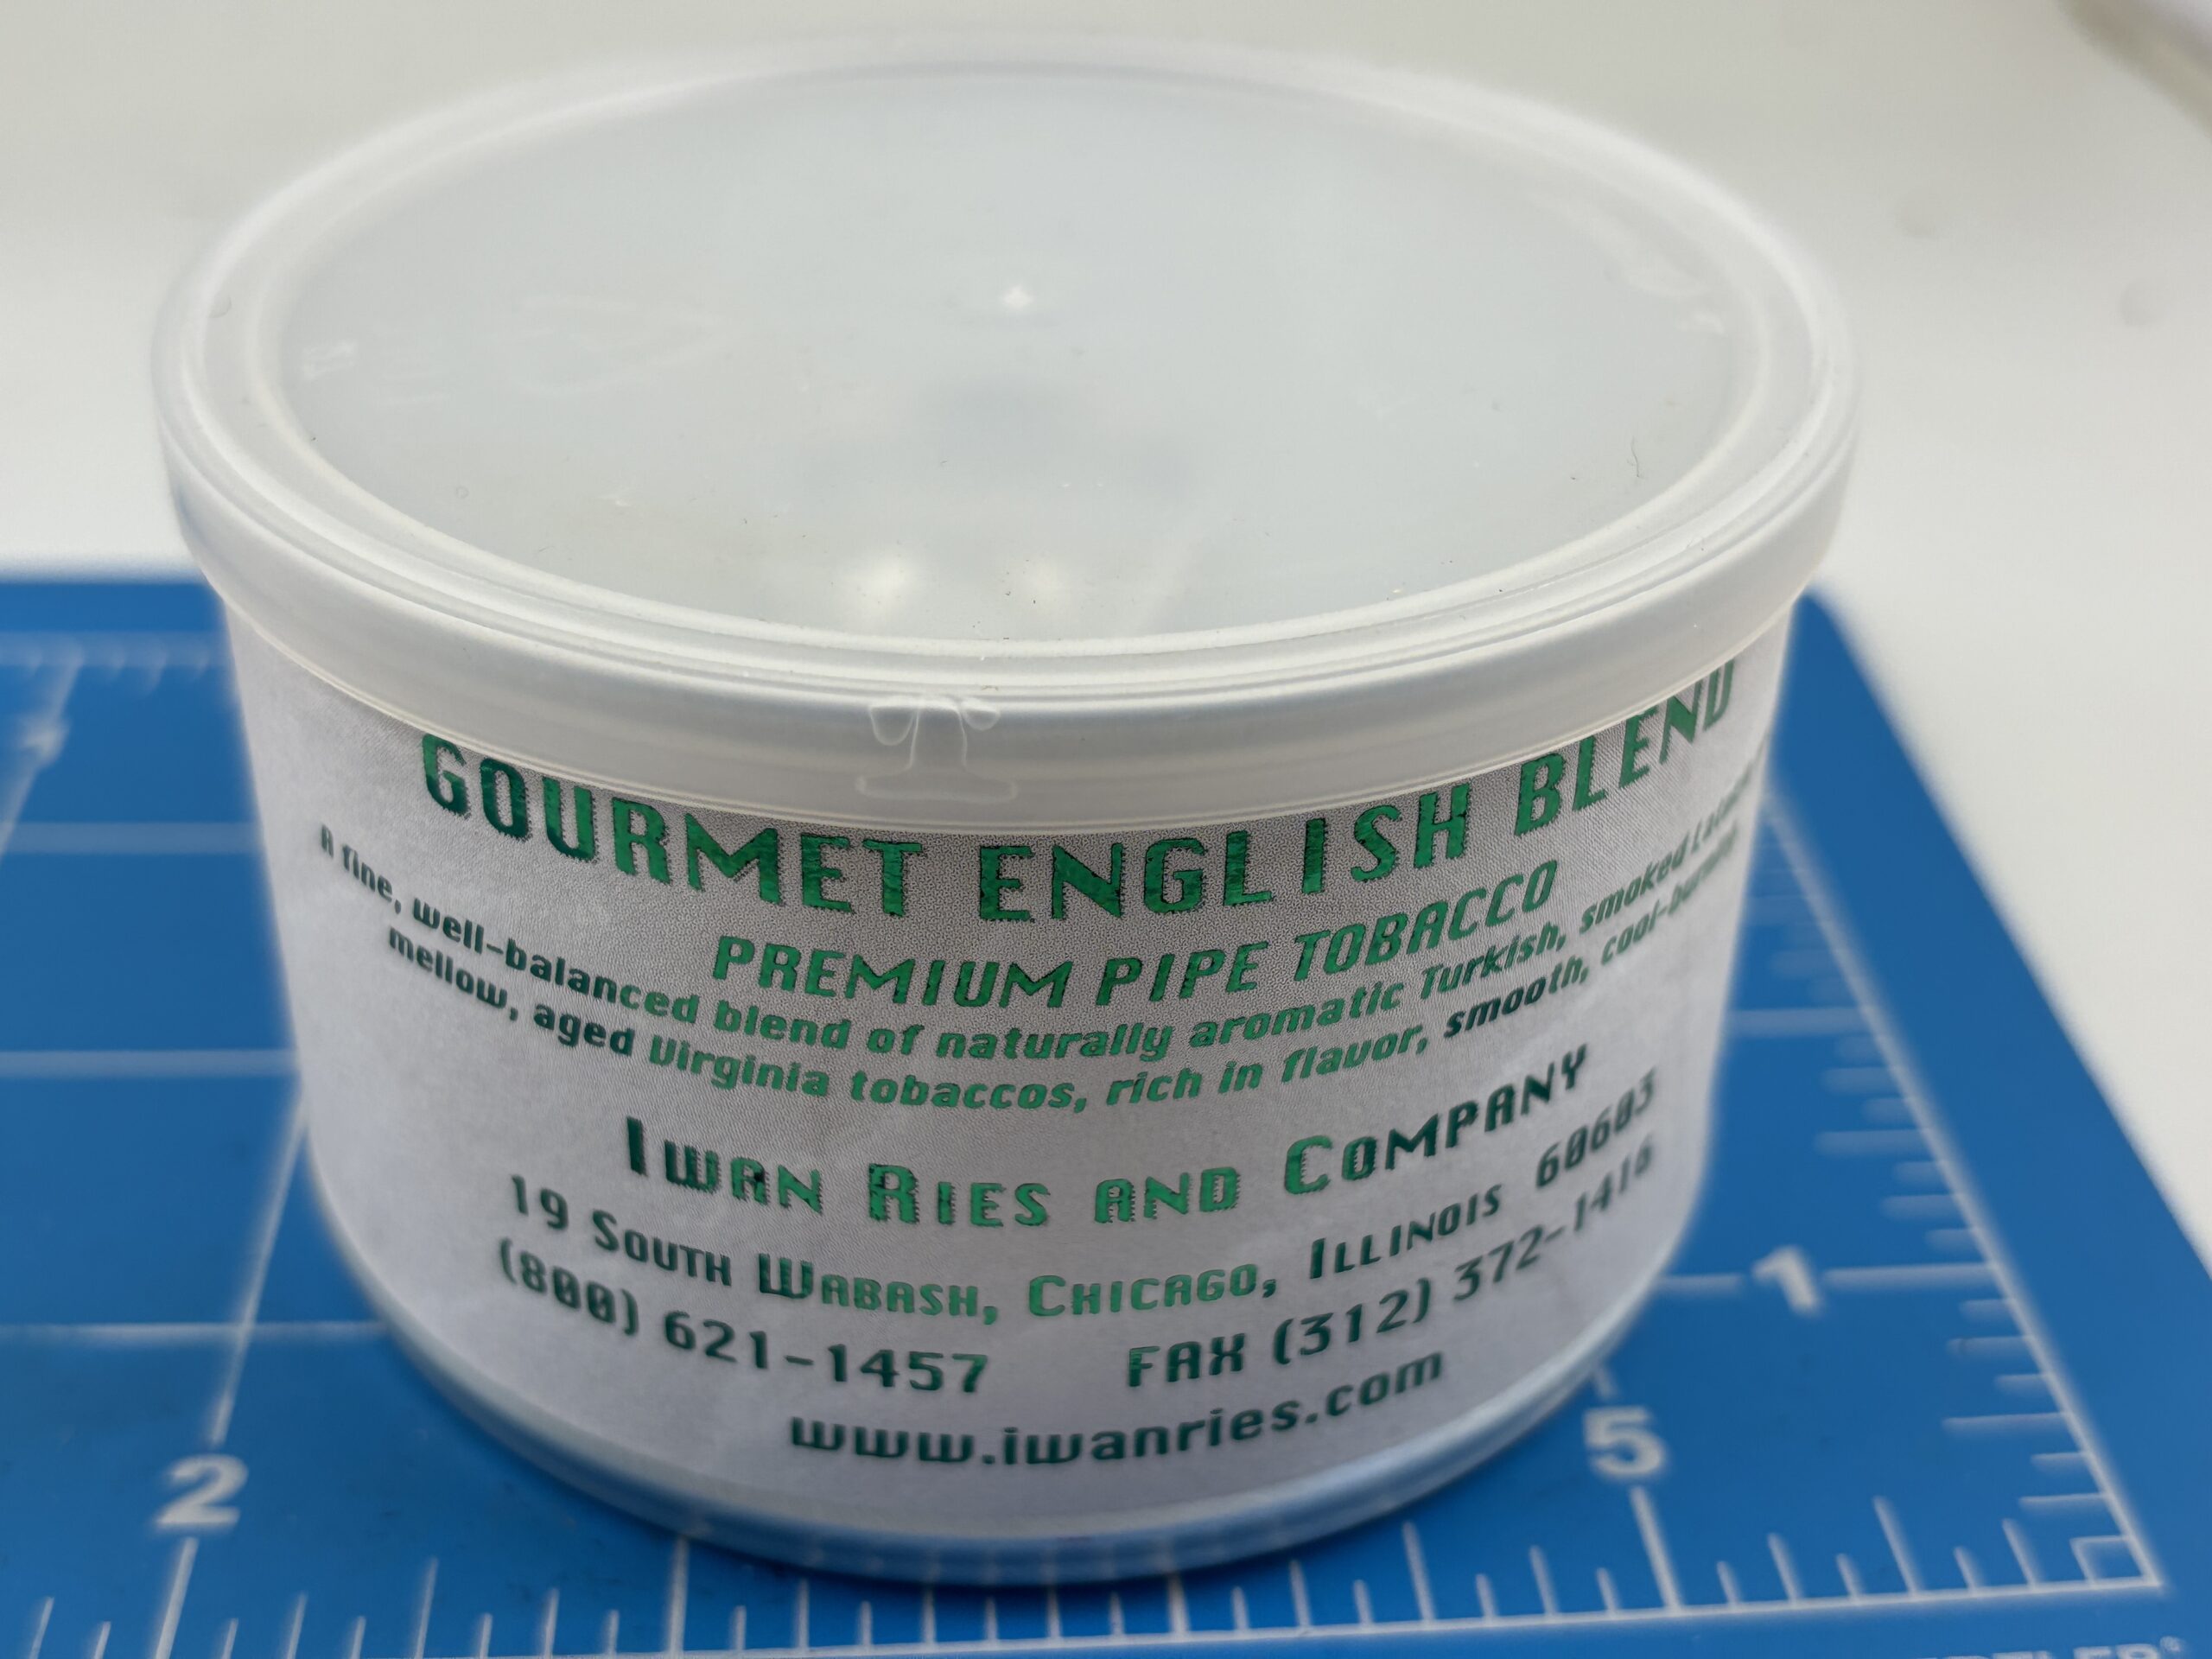 GOURMET ENGLISH BLEND
PREMIUM PIPE TOBACCO
A fine, well-balanced blend of naturally aromatic Turkish, smoked
mellow, aged Virginia tobaccos, rich in flavor, smooth,
IWAN RIES AND COMPANY
19 SOUTH WABASH, CHICAGO, ILLINOIS 60603
(800) 621-1457 FAX (312) 372-1416
www.iwanries.com
2
1
5